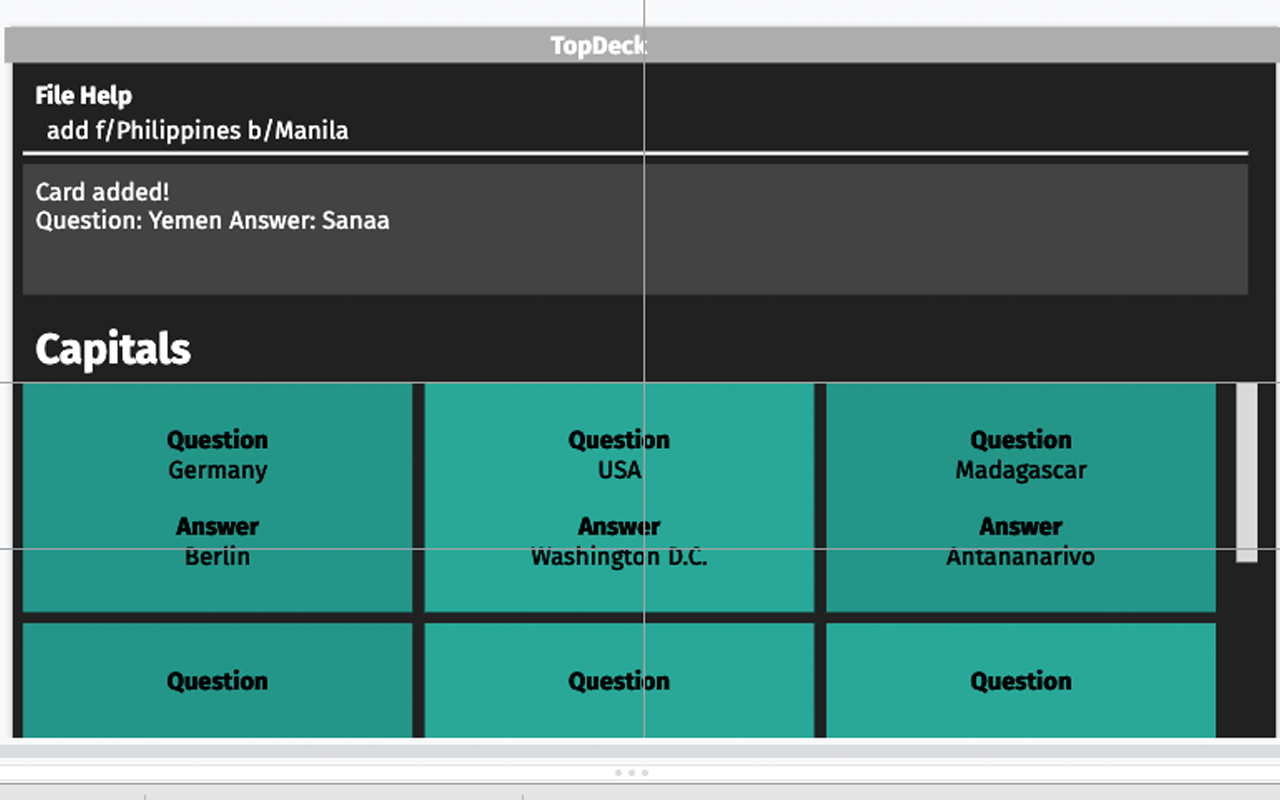 TopDeck
File Help
add f/Philippines b/Manila
Card added!
Question: Yemen Answer: Sanaa
Capitals
Question
Germany
Answer
Berlin
Question
USA
Answer
Washington D.C.
Question
Madagascar
Answer
Antananarivo
Question
Question
Question